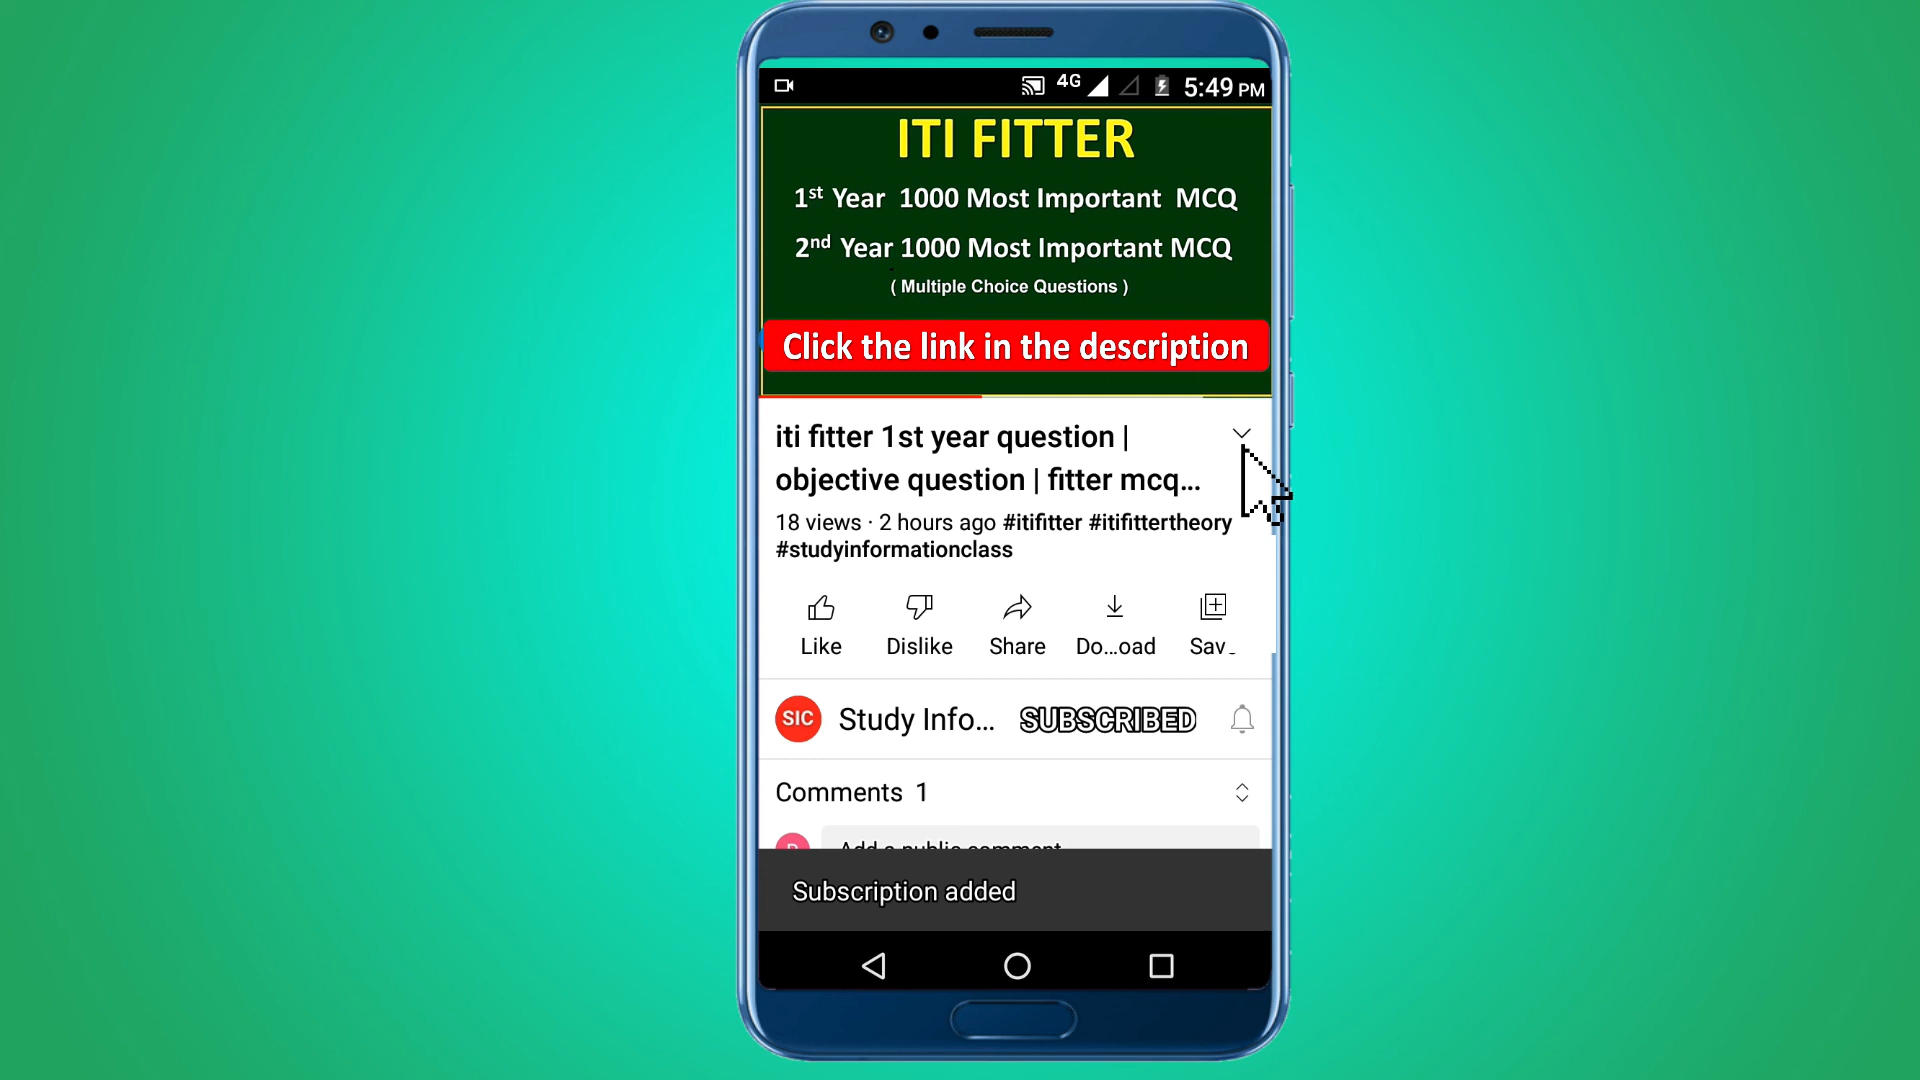 4G 5:49 PM
ITI FITTER
1st Year 1000 Most Important MCQ
2nd Year 1000 Most Important MCQ
( Multiple Choice Questions )
Click the link in the description
iti fitter 1st year question |
objective question | fitter mcq...
18 views · 2 hours ago #itifitter #itifittertheory
#studyinformationclass
Like Dislike Share Do...oad Sav
SIC Study Info... SUBSCRIBED
Comments 1
Add a public comment
Subscription added